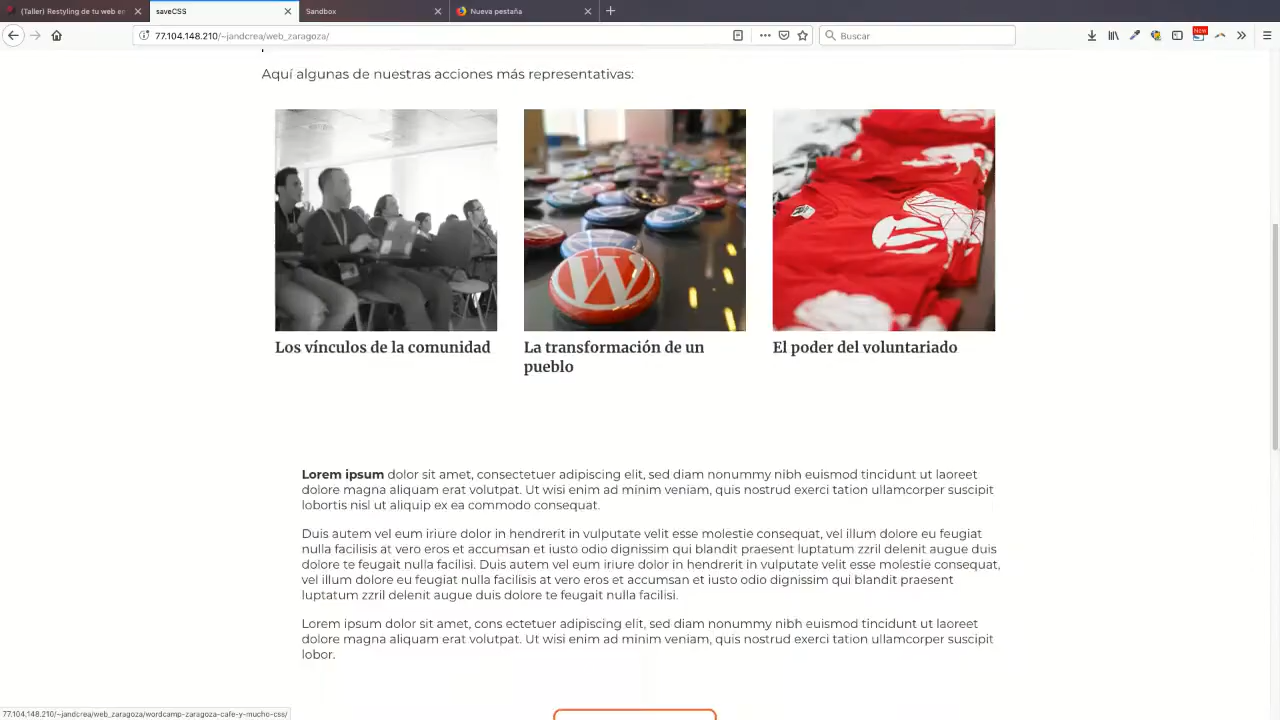 (Taller) Restyling de tu web en
saveCSS
Sandbox
Nueva pestaña
77.104.148.210/~jandcrea/web_zaragoza/
Buscar
New
Aquí algunas de nuestras acciones más representativas:
W
Los vínculos de la comunidad
La transformación de un
pueblo
El poder del voluntariado
Lorem ipsum dolor sit amet, consectetuer adipiscing elit, sed diam nonummy nibh euismod tincidunt ut laoreet
dolore magna aliquam erat volutpat. Ut wisi enim ad minim veniam, quis nostrud exerci tation ullamcorper suscipit
lobortis nisl ut aliquip ex ea commodo consequat.
Duis autem vel eum iriure dolor in hendrerit in vulputate velit esse molestie consequat, vel illum dolore eu feugiat
nulla facilisis at vero eros et accumsan et iusto odio dignissim qui blandit praesent luptatum zzril delenit augue duis
dolore te feugait nulla facilisi. Duis autem vel eum iriure dolor in hendrerit in vulputate velit esse molestie consequat,
vel illum dolore eu feugiat nulla facilisis at vero eros et accumsan et iusto odio dignissim qui blandit praesent
luptatum zzril delenit augue duis dolore te feugait nulla facilisi.
Lorem ipsum dolor sit amet, cons ectetuer adipiscing elit, sed diam nonummy nibh euismod tincidunt ut laoreet
dolore magna aliquam erat volutpat. Ut wisi enim ad minim veniam, quis nostrud exerci tation ullamcorper suscipit
lobor.
77.104.148.210/~jandcrea/web_zaragoza/wordcamp-zaragoza-cafe-y-mucho-css/